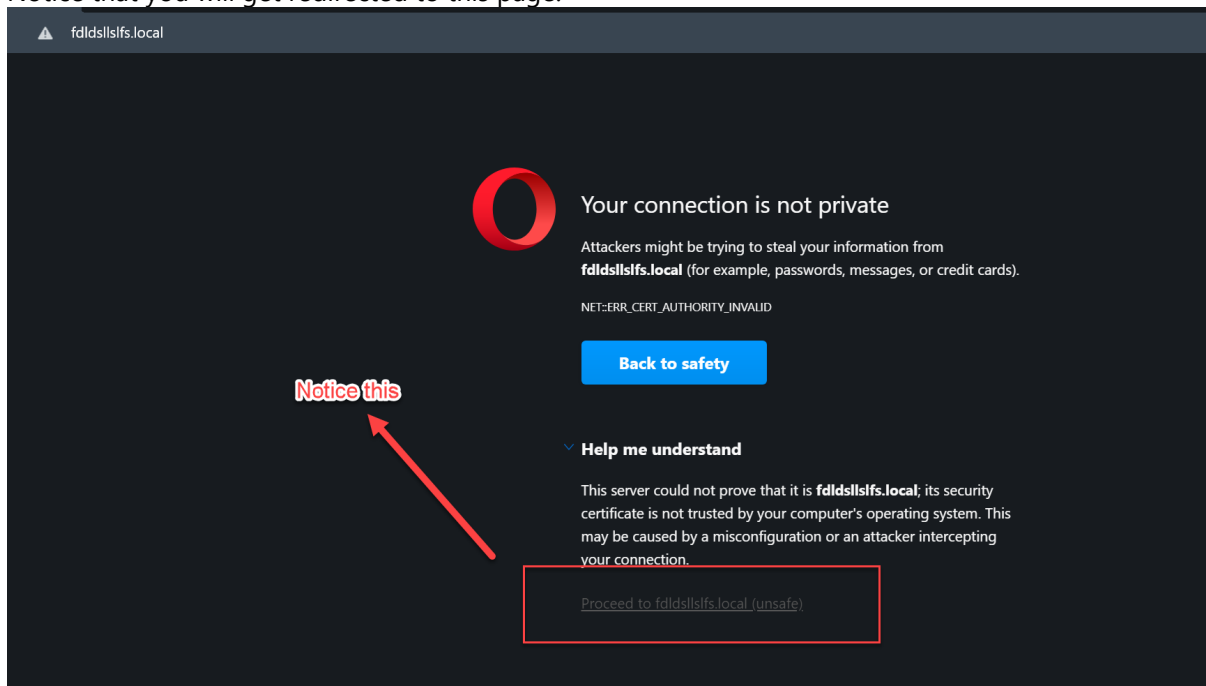 Notice that you will get redirected to this page.
fdldsllslfs.local
Your connection is not private
Attackers might be trying to steal your information from
fdldsllslfs.local (for example, passwords, messages, or credit cards).
NET::ERR_CERT_AUTHORITY_INVALID
Back to safety
Notice this
Help me understand
This server could not prove that it is fdldsllslfs.local; its security
certificate is not trusted by your computer's operating system. This
may be caused by a misconfiguration or an attacker intercepting
your connection.
Proceed to fdldsllslfs.local (unsafe)